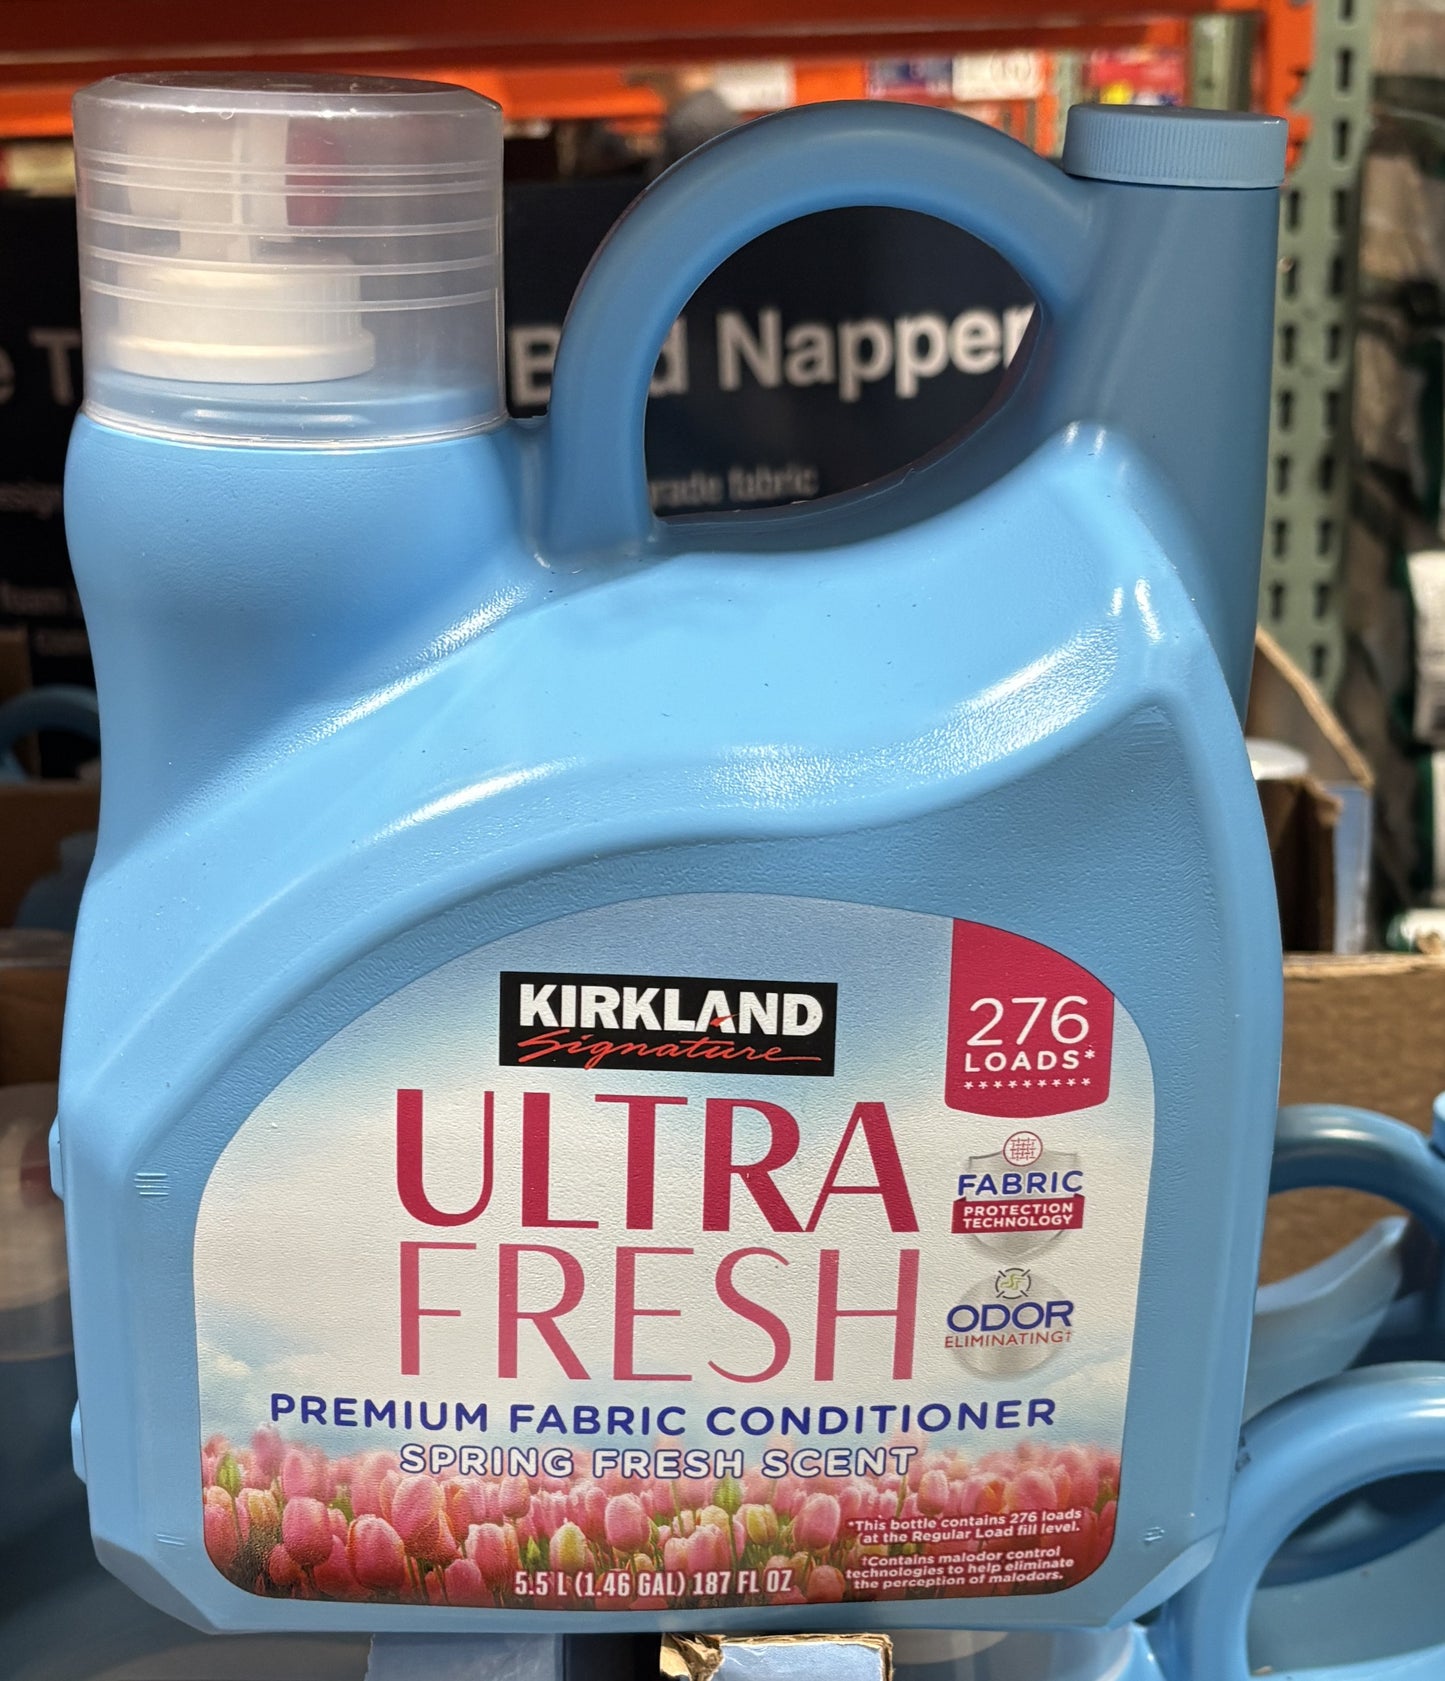 Napper
rade fabric
KIRKLAND
Signature
276
LOADS*
ULTRA
FRESH
FABRIC
PROTECTION
TECHNOLOGY
ODOR
ELIMINATING†
PREMIUM FABRIC CONDITIONER
SPRING FRESH SCENT
*This bottle contains 276 loads
at the Regular Load fill level.
†Contains malodor control
technologies to help eliminate
the perception of malodors.
5.5 L (1.46 GAL) 187 FL OZ